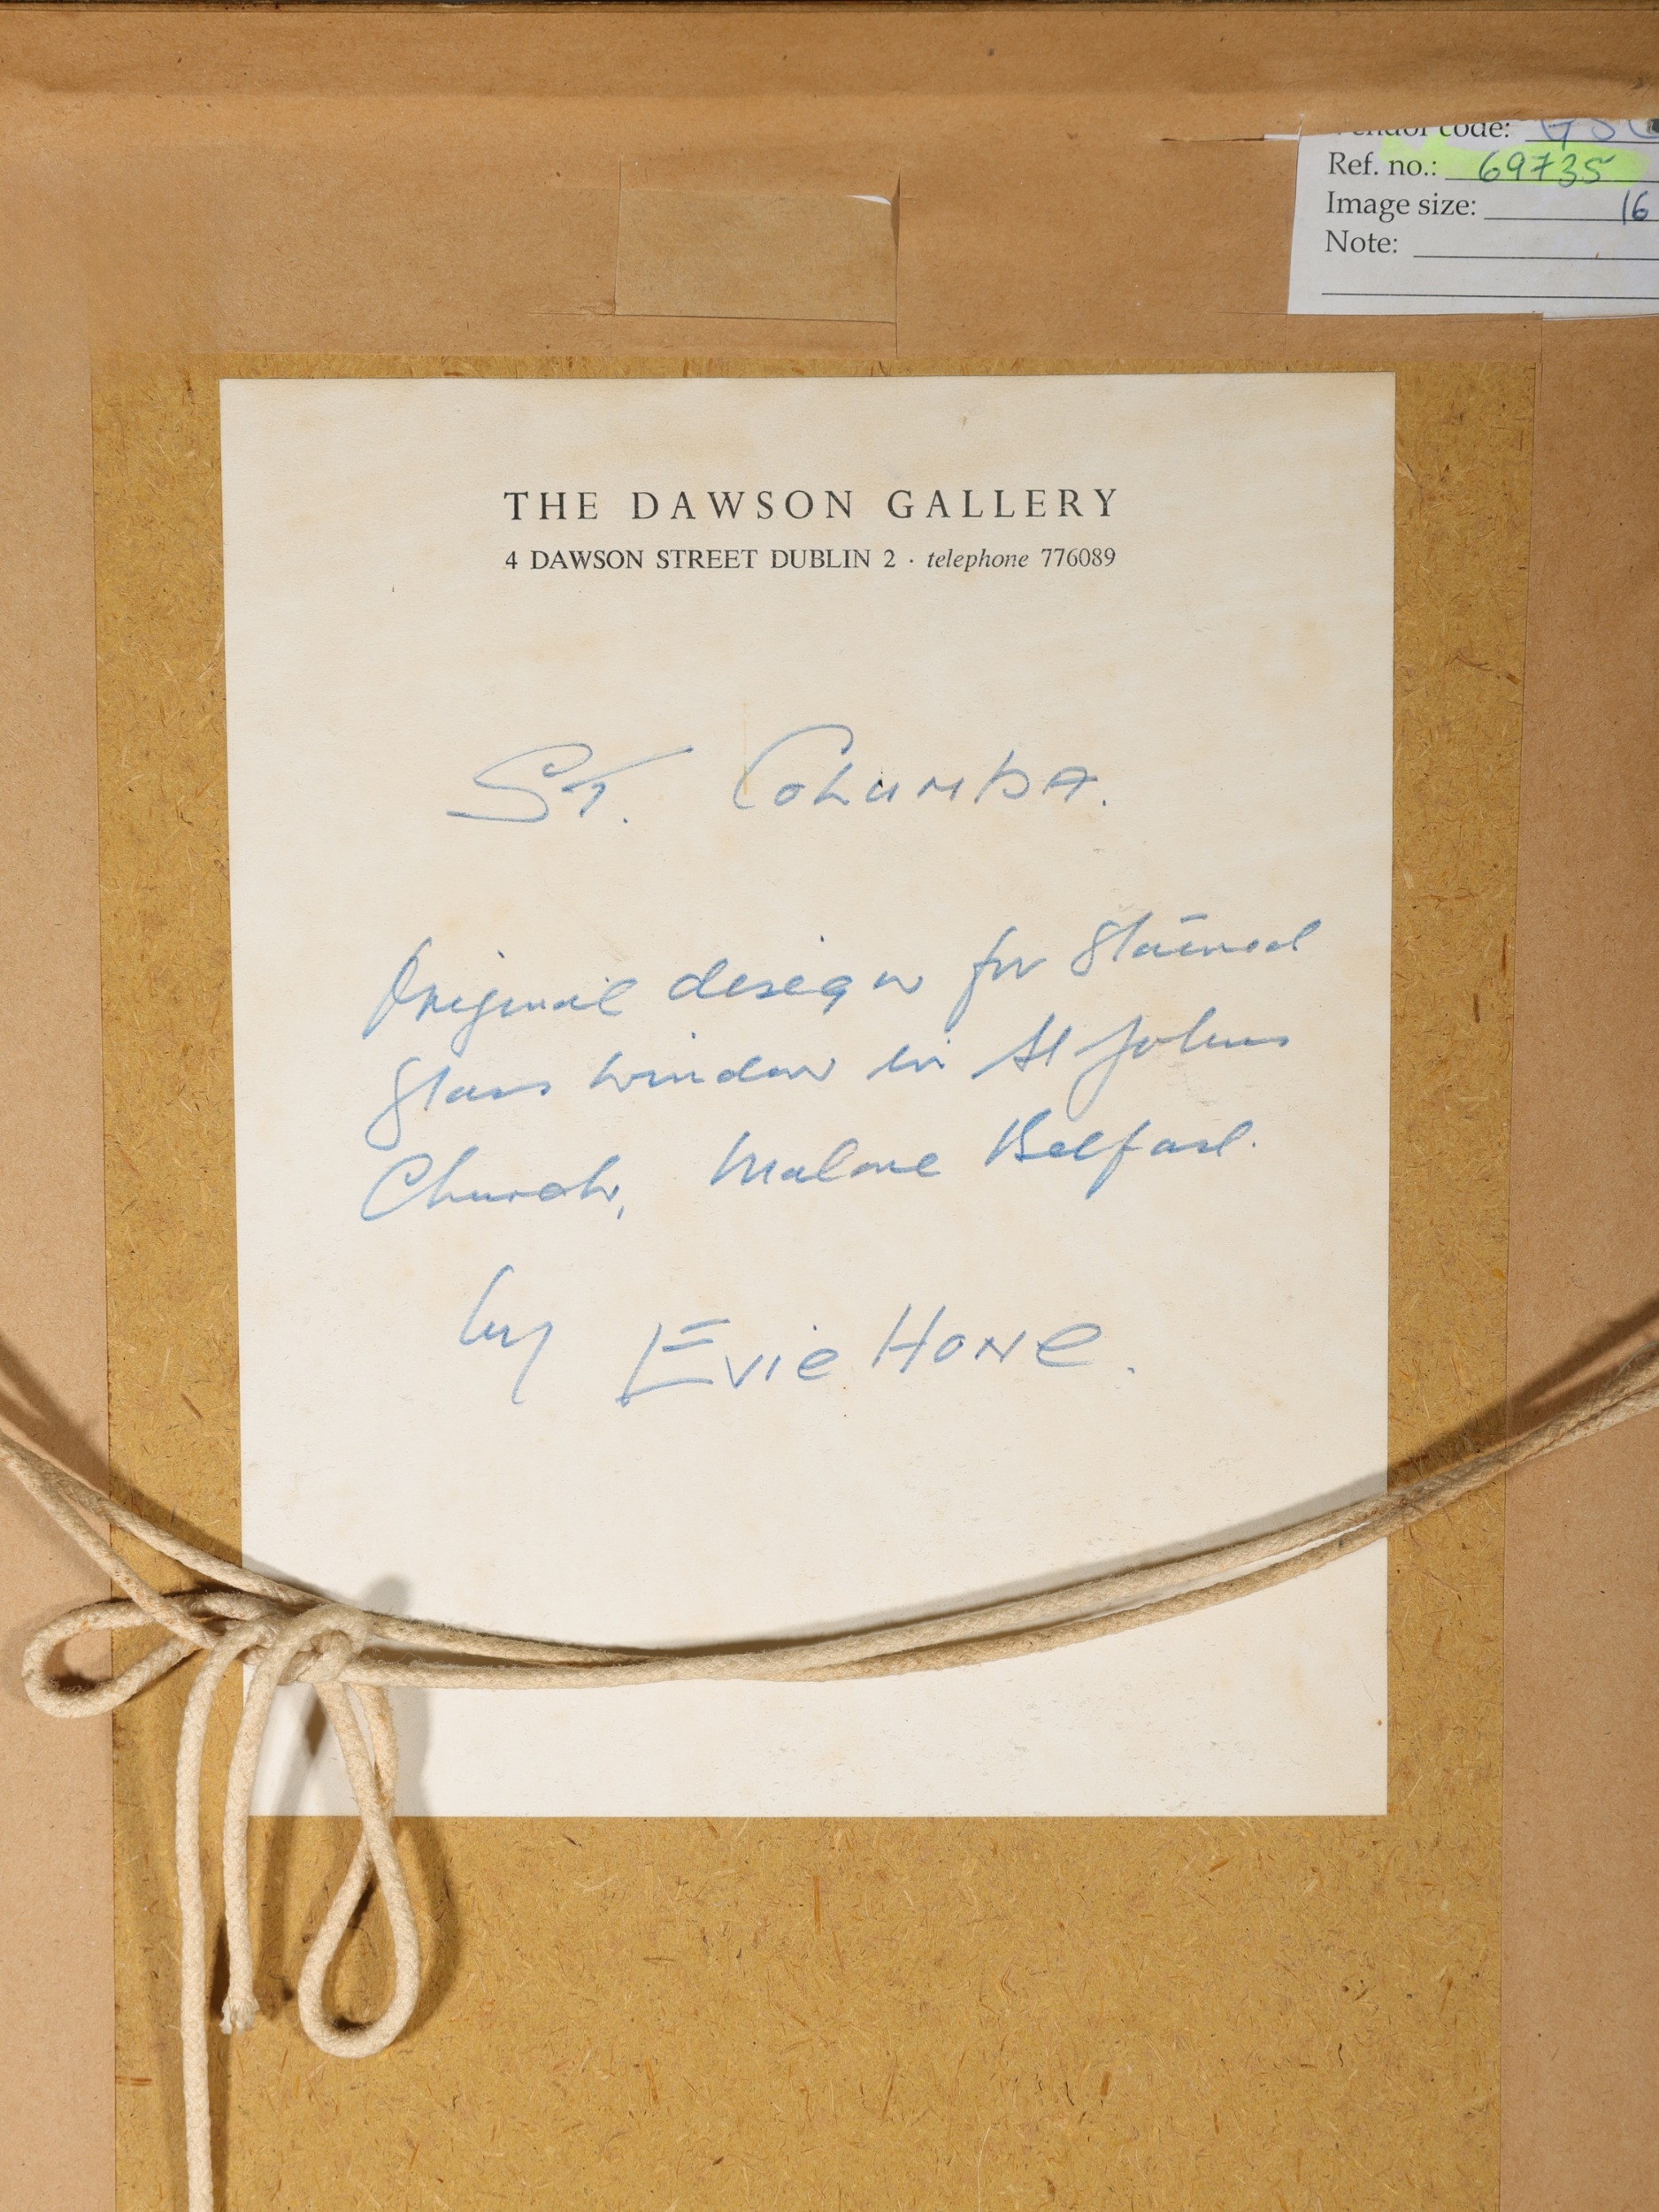 code:
Ref. no.: 69735
Image size: 16
Note:
THE DAWSON GALLERY
4 DAWSON STREET DUBLIN 2 · telephone 776089
St. Columba.
Original design for stained
glass window in St Johns
Church, Malone Belfast.
by Evie Hone.